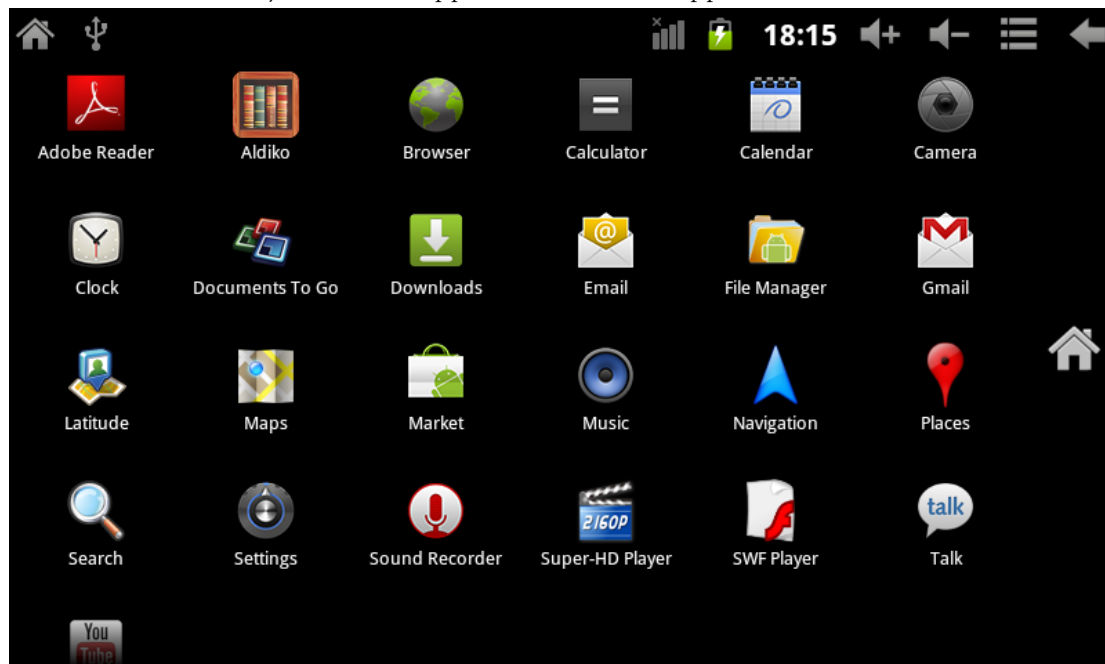 18:15
Adobe Reader Aldiko Browser Calculator Calendar Camera
@
Clock Documents To Go Downloads Email File Manager Gmail
Latitude Maps Market Music Navigation Places
2160P talk
Search Settings Sound Recorder Super-HD Player SWF Player Talk
You
Tube